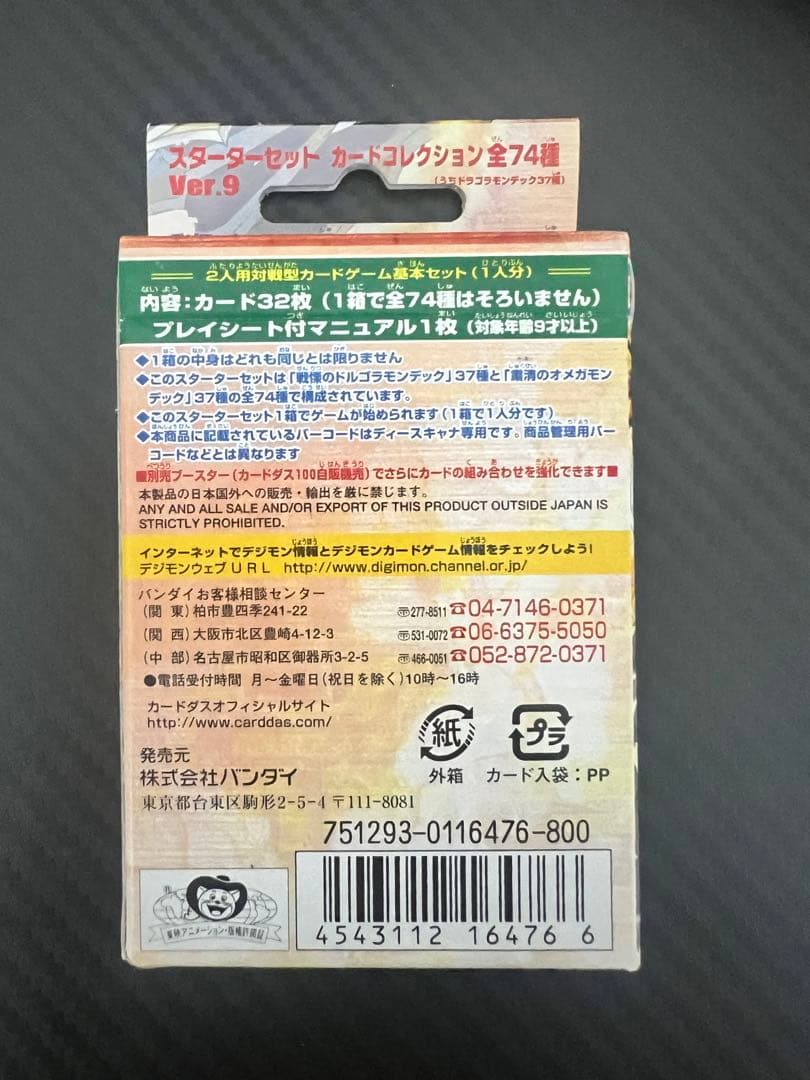 スターターセット カードコレクション全74種
Ver.9
(うちドラゴラモンデック37種)
2人用対戦型カードゲーム基本セット(1人分)
内容:カード32枚(1箱で全74種はそろいません)
プレイシート付マニュアル1枚(対象年齢9才以上)
◆1箱の中身はどれも同じとは限りません
◆このスターターセットは「戦慄のドルゴラモンデック」37種と「粛清のオメガモン
デック」37種の全74種で構成されています。
◆このスターターセット1箱でゲームが始められます(1箱で1人分です)
◆本商品に記載されているバーコードはディースキャナ専用です。商品管理用バー
コードなどとは異なります
■別売ブースター(カードダス100自販機売)でさらにカードの組み合わせを強化できます■
本製品の日本国外への販売・輸出を厳に禁じます。
ANY AND ALL SALE AND/OR EXPORT OF THIS PRODUCT OUTSIDE JAPAN IS
STRICTLY PROHIBITED.
インターネットでデジモン情報とデジモンカードゲーム情報をチェックしよう!
デジモンウェブURL http://www.digimon.channel.or.jp/
バンダイお客様相談センター
(関 東)柏市豊四季241-22 〒277-8511 ☎04-7146-0371
(関 西)大阪市北区豊崎4-12-3 〒531-0072 ☎06-6375-5050
(中 部)名古屋市昭和区御器所3-2-5 〒466-0051 ☎052-872-0371
●電話受付時間 月〜金曜日(祝日を除く)10時〜16時
カードダスオフィシャルサイト
http://www.carddas.com/
紙
プラ
外箱 カード入袋:PP
発売元
株式会社バンダイ
東京都台東区駒形2-5-4 〒111-8081
751293-0116476-800
4543112 164766
東映アニメーション・版権許諾証